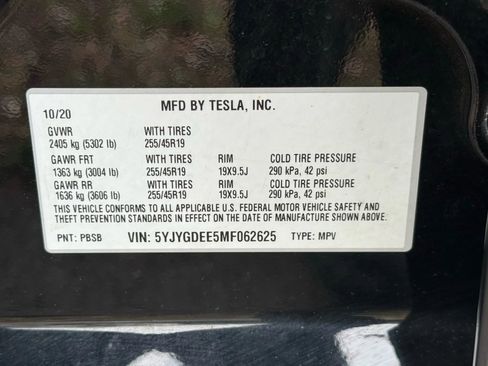 MFD BY TESLA, INC.
10/20
GVWR WITH TIRES
2405 kg (5302 lb) 255/45R19
GAWR FRT WITH TIRES RIM COLD TIRE PRESSURE
1363 kg (3004 lb) 255/45R19 19X9.5J 290 kPa, 42 psi
GAWR RR WITH TIRES RIM COLD TIRE PRESSURE
1636 kg (3606 lb) 255/45R19 19X9.5J 290 kPa, 42 psi
THIS VEHICLE CONFORMS TO ALL APPLICABLE U.S. FEDERAL MOTOR VEHICLE SAFETY AND
THEFT PREVENTION STANDARDS IN EFFECT ON THE DATE OF MANUFACTURE SHOWN ABOVE.
PNT: PBSB VIN: 5YJYGDEE5MF062625 TYPE: MPV